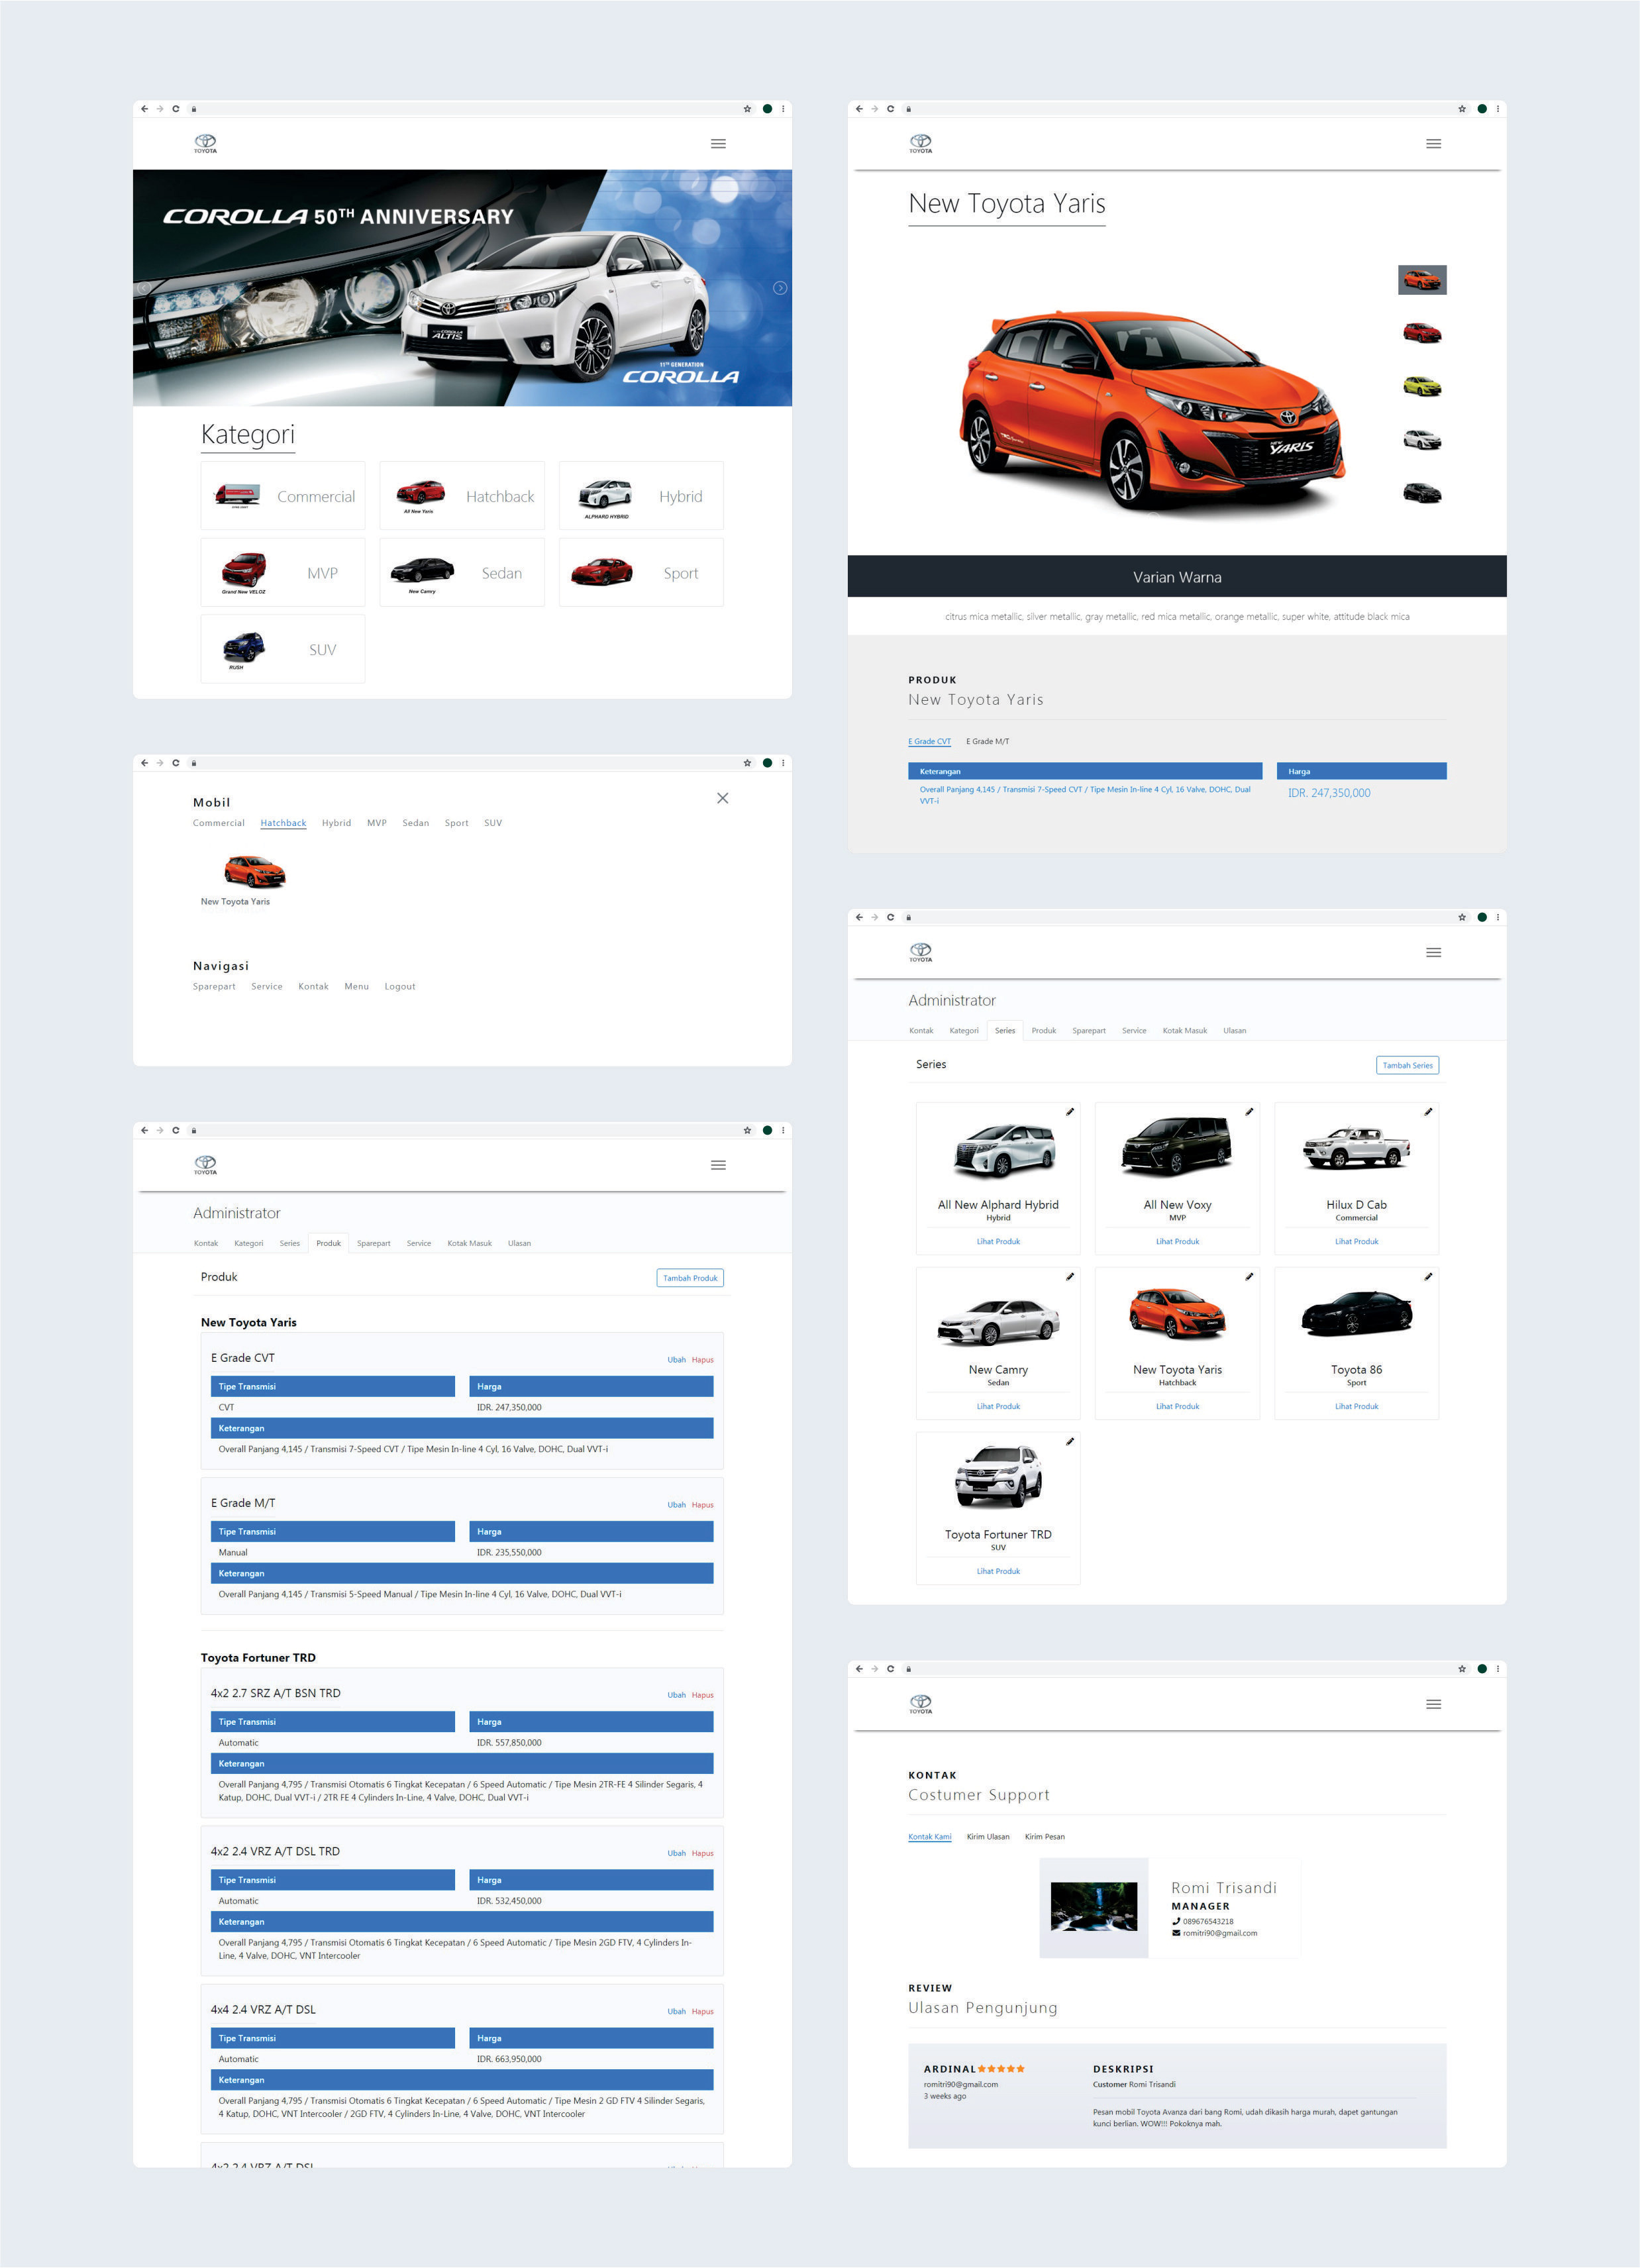 TOYOTA
COROLLA 50TH ANNIVERSARY
COROLLA
ALTIS
11TH GENERATION
COROLLA
Kategori
Commercial
Hatchback
All New Yaris
Hybrid
ALPHARD HYBRID
MVP
Grand New VELOZ
Sedan
New Camry
Sport
SUV
RUSH
Mobil
Commercial Hatchback Hybrid MVP Sedan Sport SUV
New Toyota Yaris
Navigasi
Sparepart Service Kontak Menu Logout
TOYOTA
Administrator
Kontak Kategori Series Produk Sparepart Service Kotak Masuk Ulasan
Produk
Tambah Produk
New Toyota Yaris
E Grade CVT
Ubah Hapus
Tipe Transmisi Harga
CVT IDR. 247,350,000
Keterangan
Overall Panjang 4,145 / Transmisi 7-Speed CVT / Tipe Mesin In-line 4 Cyl, 16 Valve, DOHC, Dual VVT-i
E Grade M/T
Ubah Hapus
Tipe Transmisi Harga
Manual IDR. 235,550,000
Keterangan
Overall Panjang 4,145 / Transmisi 5-Speed Manual / Tipe Mesin In-line 4 Cyl, 16 Valve, DOHC, Dual VVT-i
Toyota Fortuner TRD
4x2 2.7 SRZ A/T BSN TRD
Ubah Hapus
Tipe Transmisi Harga
Automatic IDR. 557,850,000
Keterangan
Overall Panjang 4,795 / Transmisi Otomatis 6 Tingkat Kecepatan / 6 Speed Automatic / Tipe Mesin 2TR-FE 4 Silinder Segaris, 4
Katup, DOHC, Dual VVT-i / 2TR FE 4 Cylinders In-Line, 4 Valve, DOHC, Dual VVT-i
4x2 2.4 VRZ A/T DSL TRD
Ubah Hapus
Tipe Transmisi Harga
Automatic IDR. 532,450,000
Keterangan
Overall Panjang 4,795 / Transmisi Otomatis 6 Tingkat Kecepatan / 6 Speed Automatic / Tipe Mesin 2GD FTV, 4 Cylinders In-
Line, 4 Valve, DOHC, VNT Intercooler
4x4 2.4 VRZ A/T DSL
Ubah Hapus
Tipe Transmisi Harga
Automatic IDR. 663,950,000
Keterangan
Overall Panjang 4,795 / Transmisi Otomatis 6 Tingkat Kecepatan / 6 Speed Automatic / Tipe Mesin 2 GD FTV 4 Silinder Segaris,
4 Katup, DOHC, VNT Intercooler / 2GD FTV, 4 Cylinders In-Line, 4 Valve, DOHC, VNT Intercooler
4x2 2.4 VRZ A/T DSL
TOYOTA
New Toyota Yaris
YARIS
Varian Warna
citrus mica metallic, silver metallic, gray metallic, red mica metallic, orange metallic, super white, attitude black mica
PRODUK
New Toyota Yaris
E Grade CVT E Grade M/T
Keterangan Harga
Overall Panjang 4,145 / Transmisi 7-Speed CVT / Tipe Mesin In-line 4 Cyl, 16 Valve, DOHC, Dual
VVT-i
IDR. 247,350,000
TOYOTA
Administrator
Kontak Kategori Series Produk Sparepart Service Kotak Masuk Ulasan
Series
Tambah Series
All New Alphard Hybrid
Hybrid
Lihat Produk
All New Voxy
MVP
Lihat Produk
Hilux D Cab
Commercial
Lihat Produk
New Camry
Sedan
Lihat Produk
New Toyota Yaris
Hatchback
Lihat Produk
Toyota 86
Sport
Lihat Produk
Toyota Fortuner TRD
SUV
Lihat Produk
TOYOTA
KONTAK
Costumer Support
Kontak Kami Kirim Ulasan Kirim Pesan
Romi Trisandi
MANAGER
089676543218
romitri90@gmail.com
REVIEW
Ulasan Pengunjung
ARDINAL
romitri90@gmail.com
3 weeks ago
DESKRIPSI
Customer Romi Trisandi
Pesan mobil Toyota Avanza dari bang Romi, udah dikasih harga murah, dapet gantungan
kunci berlian. WOW!!! Pokoknya mah.